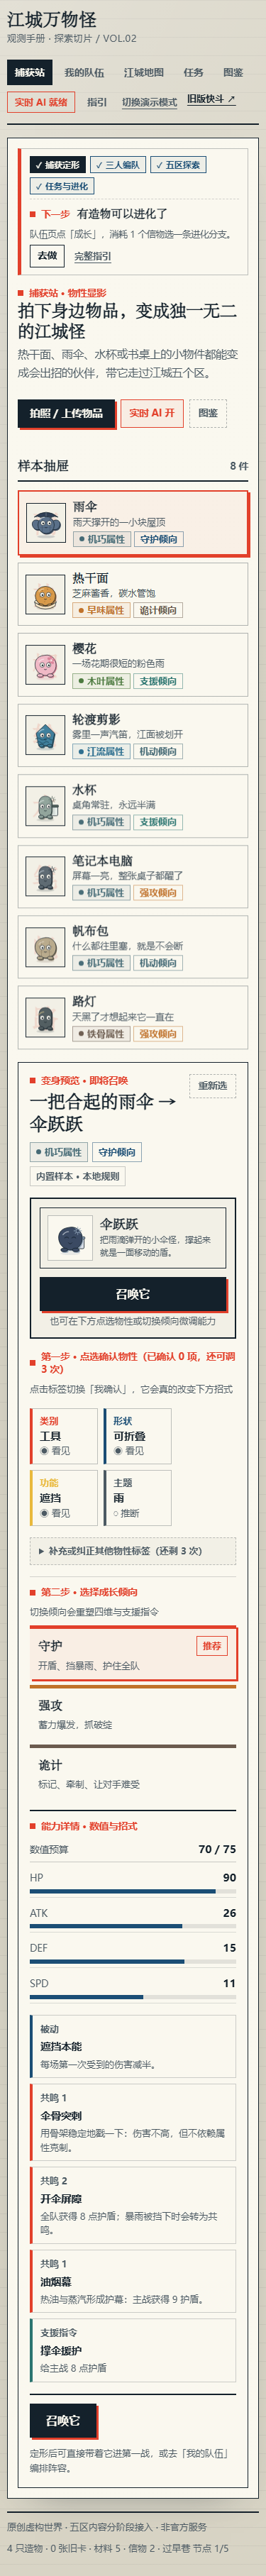 江城万物怪
观测手册 · 探索切片 / VOL.02
捕获站
我的队伍
江城地图
任务
图鉴
实时 AI 就绪
指引
切换演示模式
旧版快斗 ↗
✓ 捕获定形
✓ 三人编队
✓ 五区探索
✓ 任务与进化
下一步 有造物可以进化了
队伍页点「成长」，消耗 1 个信物选一条进化分支。
去做
完整指引
捕获站 · 物性显影
拍下身边物品，变成独一无二
的江城怪
热干面、雨伞、水杯或书桌上的小物件都能变
成会出招的伙伴，带它走过江城五个区。
拍照 / 上传物品
实时 AI 开
图鉴
样本抽屉
8 件
雨伞
雨天撑开的一小块屋顶
机巧属性
守护倾向
热干面
芝麻酱香，碳水管饱
早味属性
诡计倾向
樱花
一场花期很短的粉色雨
木叶属性
支援倾向
轮渡剪影
雾里一声汽笛，江面被划开
江流属性
机动倾向
水杯
桌角常驻，永远半满
机巧属性
支援倾向
笔记本电脑
屏幕一亮，整张桌子都醒了
机巧属性
强攻倾向
帆布包
什么都往里塞，就是不会断
机巧属性
机动倾向
路灯
天黑了才想起来它一直在
铁骨属性
强攻倾向
变身预览 · 即将召唤
重新选
一把合起的雨伞 →
伞跃跃
机巧属性
守护倾向
内置样本 · 本地规则
伞跃跃
把雨滴弹开的小伞怪，撑起来
就是一面移动的盾。
召唤它
也可在下方点选物性或切换倾向微调能力
第一步 · 点选确认物性（已确认 0 项，还可调
3 次）
点击标签切换「我确认」，它会真的改变下方招式
类别
工具
◉ 看见
形状
可折叠
◉ 看见
功能
遮挡
◉ 看见
主题
雨
○ 推断
▶ 补充或纠正其他物性标签（还剩 3 次）
第二步 · 选择成长倾向
切换倾向会重塑四维与支援指令
守护
推荐
开盾、挡暴雨、护住全队
强攻
蓄力爆发，抓破绽
诡计
标记、牵制、让对手难受
能力详情 · 数值与招式
数值预算
70 / 75
HP
90
ATK
26
DEF
15
SPD
11
被动
遮挡本能
每场第一次受到的伤害减半。
共鸣 1
伞骨突刺
用骨架稳定地戳一下：伤害不高，但不依赖属
性克制。
共鸣 2
开伞屏障
全队获得 8 点护盾；暴雨被挡下时会转为共
鸣。
共鸣 1
油烟幕
热油与蒸汽形成护幕：主战获得 9 护盾。
支援指令
撑伞援护
给主战 8 点护盾
召唤它
定形后可直接带着它进第一战，或去「我的队伍」
编排阵容。
原创虚构世界 · 五区内容分阶段接入 · 非官方服务
4 只造物 · 0 张旧卡 · 材料 5 · 信物 2 · 过早巷 节点 1/5